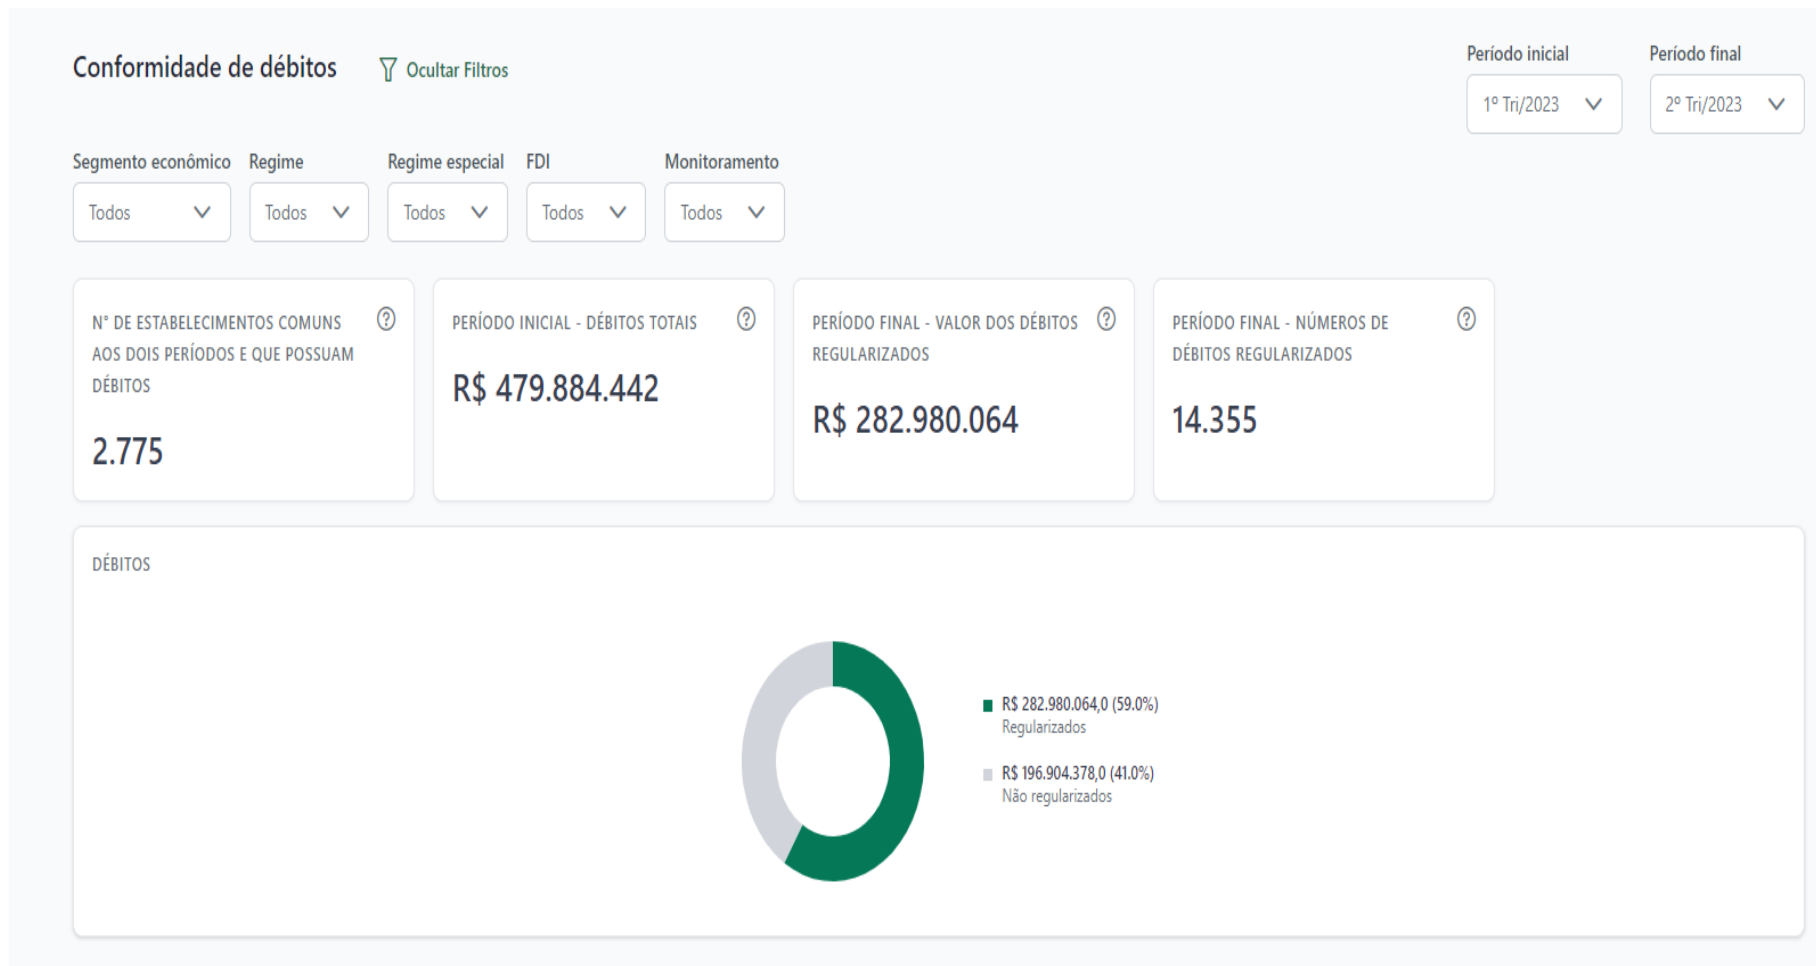 Conformidade de débitos
Ocultar Filtros
Período inicial
Período final
1º Tri/2023
2º Tri/2023
Segmento econômico
Regime
Regime especial
FDI
Monitoramento
Todos
Todos
Todos
Todos
Todos
N° DE ESTABELECIMENTOS COMUNS
AOS DOIS PERÍODOS E QUE POSSUAM
DÉBITOS
2.775
PERÍODO INICIAL - DÉBITOS TOTAIS
R$ 479.884.442
PERÍODO FINAL - VALOR DOS DÉBITOS
REGULARIZADOS
R$ 282.980.064
PERÍODO FINAL - NÚMEROS DE
DÉBITOS REGULARIZADOS
14.355
DÉBITOS
R$ 282.980.064,0 (59.0%)
Regularizados
R$ 196.904.378,0 (41.0%)
Não regularizados